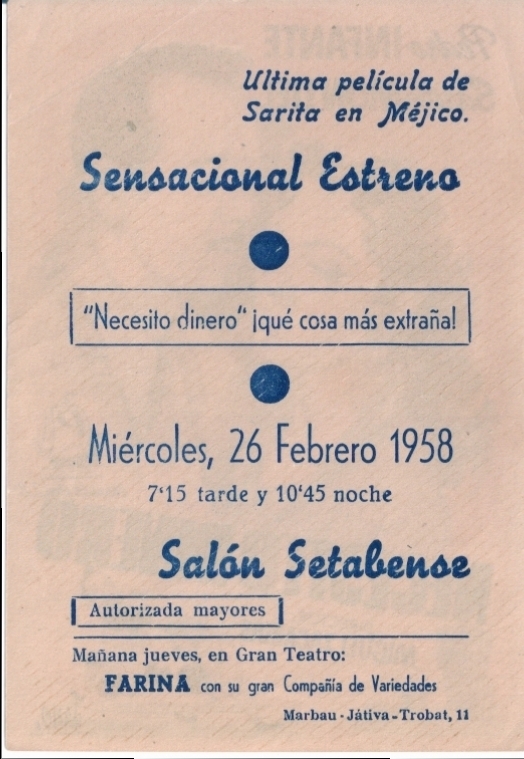 Ultima película de
Sarita en Méjico.
Sensacional Estreno
"Necesito dinero" ¡qué cosa más extraña!
Miércoles, 26 Febrero 1958
7'15 tarde y 10'45 noche
Salón Setabense
Autorizada mayores
Mañana jueves, en Gran Teatro:
FARINA con su gran Compañía de Variedades
Marbau - Játiva - Trobat, 11